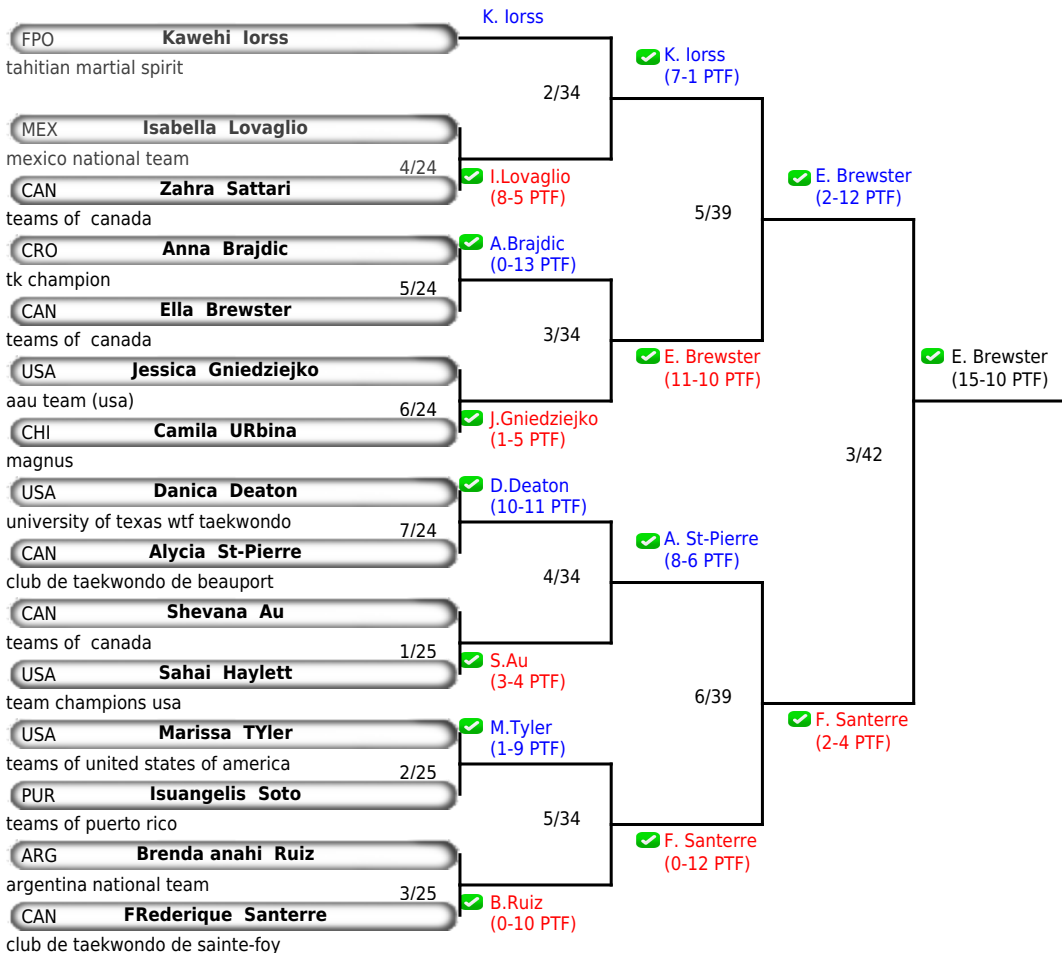 K. Iorss
FPO Kawehi Iorss
tahitian martial spirit
K. Iorss
(7-1 PTF)
2/34
MEX Isabella Lovaglio
mexico national team
4/24
I.Lovaglio
(8-5 PTF)
CAN Zahra Sattari
teams of canada
E. Brewster
(2-12 PTF)
5/39
CRO Anna Brajdic
tk champion
A.Brajdic
(0-13 PTF)
5/24
CAN Ella Brewster
teams of canada
3/34
E. Brewster
(11-10 PTF)
USA Jessica Gniedziejko
aau team (usa)
6/24
CHI Camila URbina
magnus
J.Gniedziejko
(1-5 PTF)
E. Brewster
(15-10 PTF)
3/42
USA Danica Deaton
university of texas wtf taekwondo
D.Deaton
(10-11 PTF)
7/24
CAN Alycia St-Pierre
club de taekwondo de beauport
A. St-Pierre
(8-6 PTF)
4/34
CAN Shevana Au
teams of canada
1/25
USA Sahai Haylett
team champions usa
S.Au
(3-4 PTF)
6/39
F. Santerre
(2-4 PTF)
USA Marissa TYler
teams of united states of america
M.Tyler
(1-9 PTF)
2/25
PUR Isuangelis Soto
teams of puerto rico
5/34
F. Santerre
(0-12 PTF)
ARG Brenda anahi Ruiz
argentina national team
3/25
CAN FRederique Santerre
club de taekwondo de sainte-foy
B.Ruiz
(0-10 PTF)